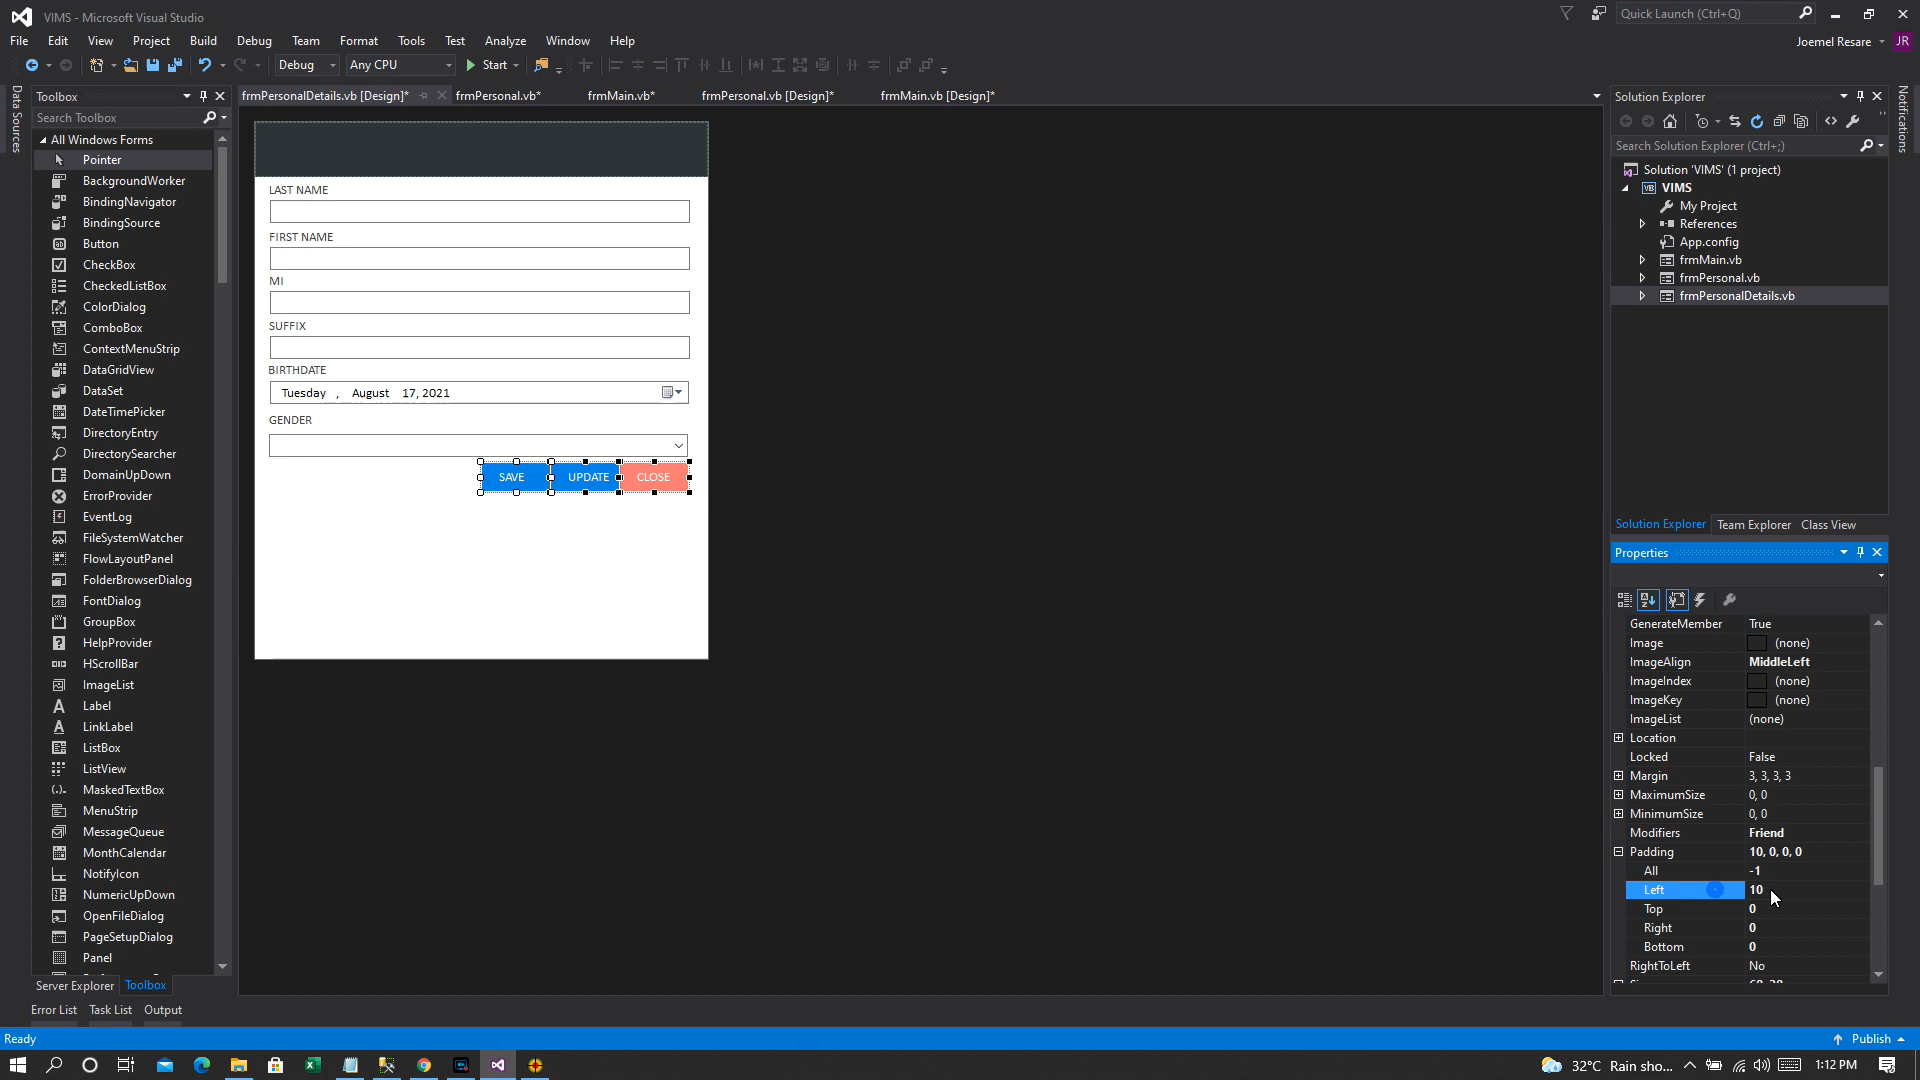 VIMS - Microsoft Visual Studio
Quick Launch (Ctrl+Q)
File Edit View Project Build Debug Team Format Tools Test Analyze Window Help
Joemel Resare JR
Debug Any CPU Start
Data Sources
Toolbox
Search Toolbox
All Windows Forms
Pointer
BackgroundWorker
BindingNavigator
BindingSource
Button
CheckBox
CheckedListBox
ColorDialog
ComboBox
ContextMenuStrip
DataGridView
DataSet
DateTimePicker
DirectoryEntry
DirectorySearcher
DomainUpDown
ErrorProvider
EventLog
FileSystemWatcher
FlowLayoutPanel
FolderBrowserDialog
FontDialog
GroupBox
HelpProvider
HScrollBar
ImageList
Label
LinkLabel
ListBox
ListView
MaskedTextBox
MenuStrip
MessageQueue
MonthCalendar
NotifyIcon
NumericUpDown
OpenFileDialog
PageSetupDialog
Panel
Server Explorer Toolbox
frmPersonalDetails.vb [Design]* frmPersonal.vb* frmMain.vb* frmPersonal.vb [Design]* frmMain.vb [Design]*
LAST NAME
FIRST NAME
MI
SUFFIX
BIRTHDATE
Tuesday , August 17, 2021
GENDER
SAVE UPDATE CLOSE
Solution Explorer
Search Solution Explorer (Ctrl+;)
Solution 'VIMS' (1 project)
VB VIMS
My Project
References
App.config
frmMain.vb
frmPersonal.vb
frmPersonalDetails.vb
Solution Explorer Team Explorer Class View
Notifications
Properties
GenerateMember True
Image (none)
ImageAlign MiddleLeft
ImageIndex (none)
ImageKey (none)
ImageList (none)
Location
Locked False
Margin 3, 3, 3, 3
MaximumSize 0, 0
MinimumSize 0, 0
Modifiers Friend
Padding 10, 0, 0, 0
All -1
Left 10
Top 0
Right 0
Bottom 0
RightToLeft No
Error List Task List Output
Ready
Publish
32°C Rain sho... 1:12 PM